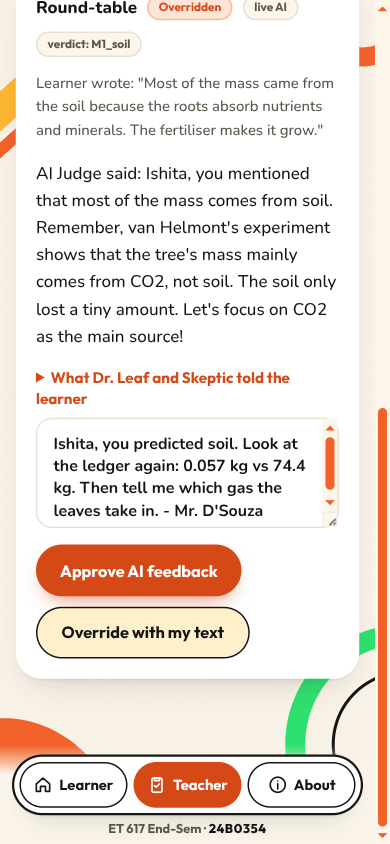 Round-table Overridden live AI
verdict: M1_soil
Learner wrote: "Most of the mass came from
the soil because the roots absorb nutrients
and minerals. The fertiliser makes it grow."
AI Judge said: Ishita, you mentioned
that most of the mass comes from soil.
Remember, van Helmont's experiment
shows that the tree's mass mainly
comes from CO2, not soil. The soil only
lost a tiny amount. Let's focus on CO2
as the main source!
▶ What Dr. Leaf and Skeptic told the
learner
Ishita, you predicted soil. Look at
the ledger again: 0.057 kg vs 74.4
kg. Then tell me which gas the
leaves take in. - Mr. D'Souza
Approve AI feedback
Override with my text
Learner Teacher About
ET 617 End-Sem · 24B0354